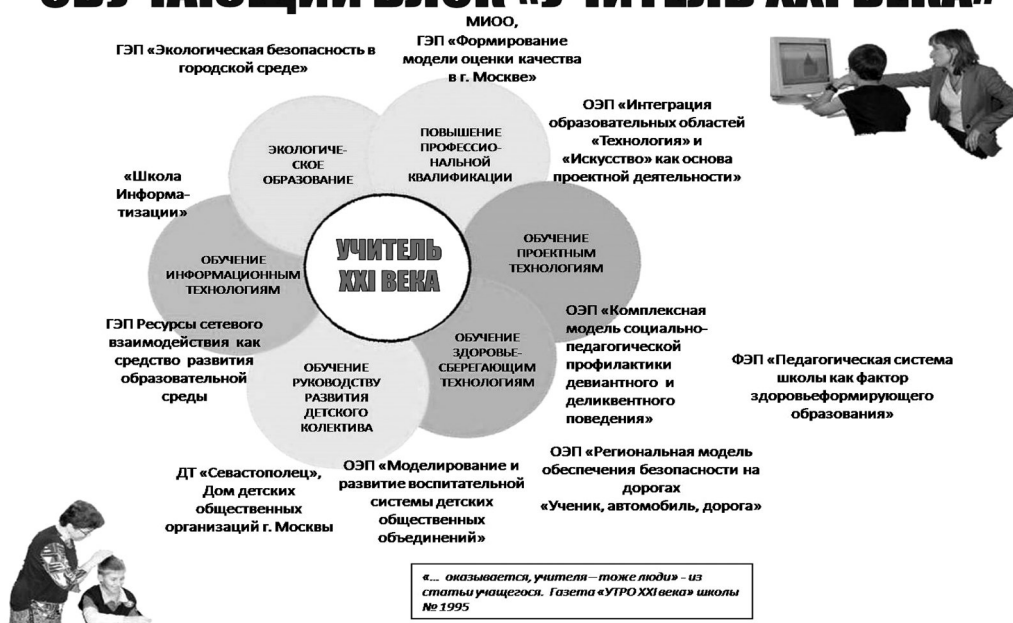 ОБУЧАЮЩИЙ БЛОК «УЧИТЕЛЬ XXI ВЕКА»
МИОО,
ГЭП «Формирование
модели оценки качества
в г. Москве»
ГЭП «Экологическая безопасность в
городской среде»
ОЭП «Интеграция
образовательных областей
«Технология» и
«Искусство» как основа
проектной деятельности»
ЭКОЛОГИЧЕ-
СКОЕ
ОБРАЗОВАНИЕ
ПОВЫШЕНИЕ
ПРОФЕССИО-
НАЛЬНОЙ
КВАЛИФИКАЦИИ
«Школа
Информа-
тизации»
УЧИТЕЛЬ
XXI ВЕКА
ОБУЧЕНИЕ
ПРОЕКТНЫМ
ТЕХНОЛОГИЯМ
ОБУЧЕНИЕ
ИНФОРМАЦИОННЫМ
ТЕХНОЛОГИЯМ
ГЭП Ресурсы сетевого
взаимодействия как
средство развития
образовательной
среды
ОБУЧЕНИЕ
РУКОВОДСТВУ
РАЗВИТИЯ
ДЕТСКОГО
КОЛЕКТИВА
ОБУЧЕНИЕ
ЗДОРОВЬЕ-
СБЕРЕГАЮЩИМ
ТЕХНОЛОГИЯМ
ОЭП «Комплексная
модель социально-
педагогической
профилактики
девиантного и
деликвентного
поведения»
ФЭП «Педагогическая система
школы как фактор
здоровьеформирующего
образования»
ДТ «Севастополец»,
Дом детских
общественных
организаций г. Москвы
ОЭП «Моделирование и
развитие воспитательной
системы детских
общественных
объединений»
ОЭП «Региональная модель
обеспечения безопасности на
дорогах
«Ученик, автомобиль, дорога»
«... оказывается, учителя—тоже люди» - из
статьи учащегося. Газета «УТРО XXI века» школы
№ 1995